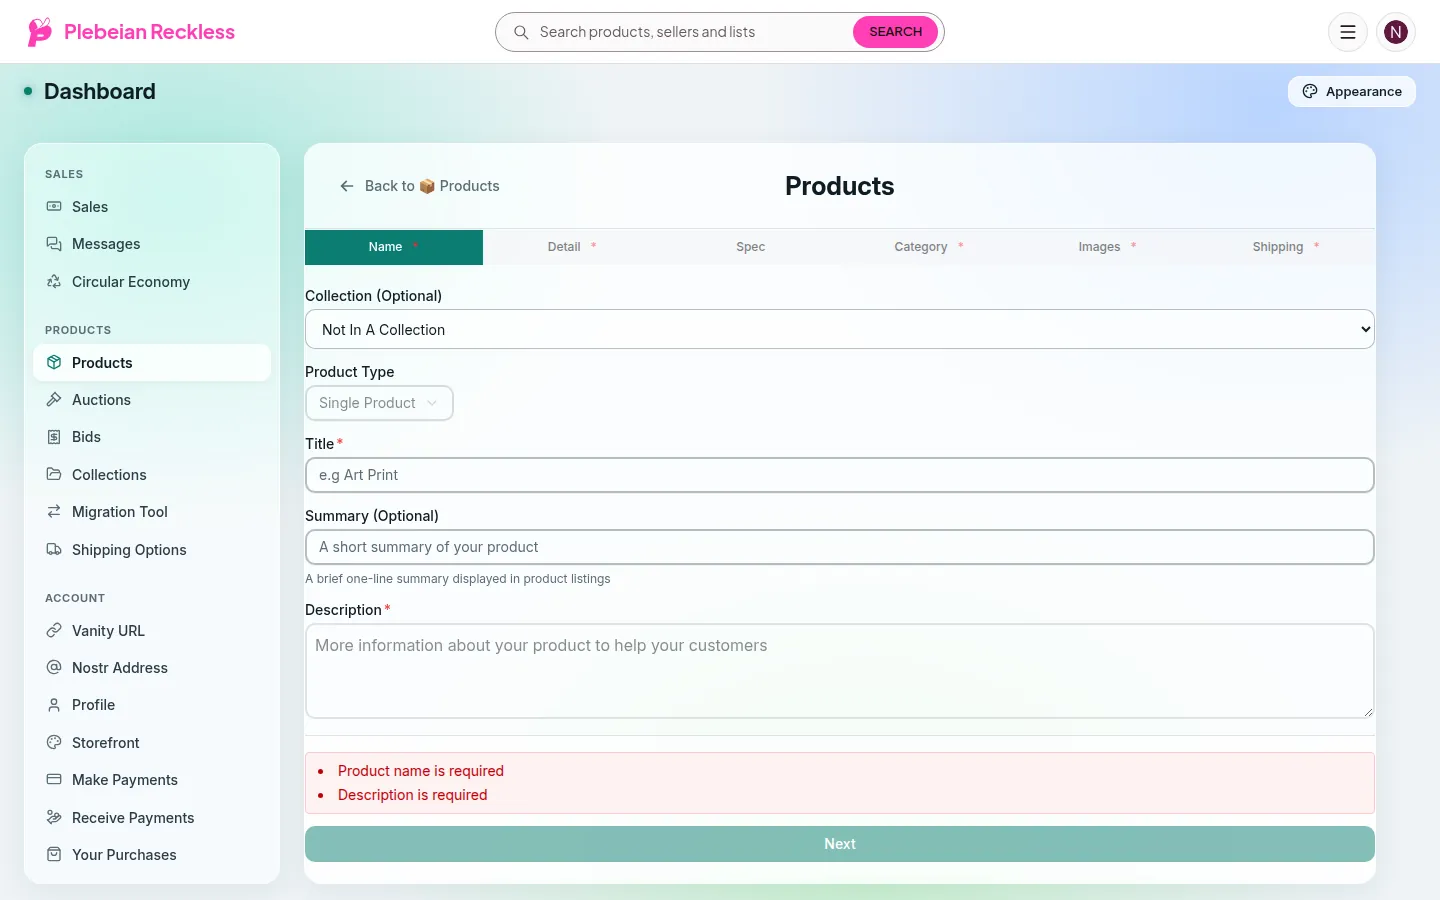 Plebeian Reckless
Search products, sellers and lists
SEARCH
N
Dashboard
Appearance
SALES
Sales
Messages
Circular Economy
PRODUCTS
Products
Auctions
Bids
Collections
Migration Tool
Shipping Options
ACCOUNT
Vanity URL
Nostr Address
Profile
Storefront
Make Payments
Receive Payments
Your Purchases
Back to 📦 Products
Products
Name * Detail * Spec Category * Images * Shipping *
Collection (Optional)
Not In A Collection
Product Type
Single Product
Title*
e.g Art Print
Summary (Optional)
A short summary of your product
A brief one-line summary displayed in product listings
Description*
More information about your product to help your customers
• Product name is required
• Description is required
Next